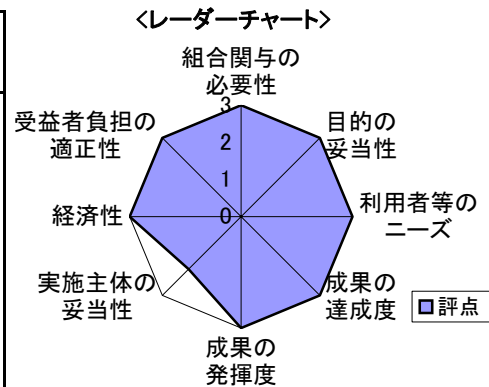 <レーダーチャート>
組合関与の
必要性
目的の
妥当性
利用者等の
ニーズ
成果の
達成度
成果の
発揮度
実施主体の
妥当性
経済性
受益者負担の
適正性
3
2
1
0
評点